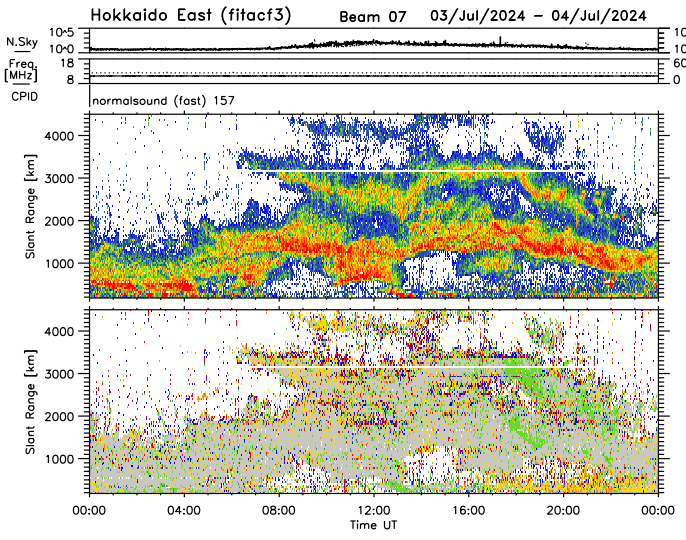 Hokkaido East (fitacf3) Beam 07 03/Jul/2024 − 04/Jul/2024
N.Sky 10^5 10^0 10 10
Freq. [MHz] 18 8 60 0
CPID normalsound (fast) 157
Slant Range [km]
4000
3000
2000
1000
Slant Range [km]
4000
3000
2000
1000
00:00 04:00 08:00 12:00 16:00 20:00 00:00
Time UT